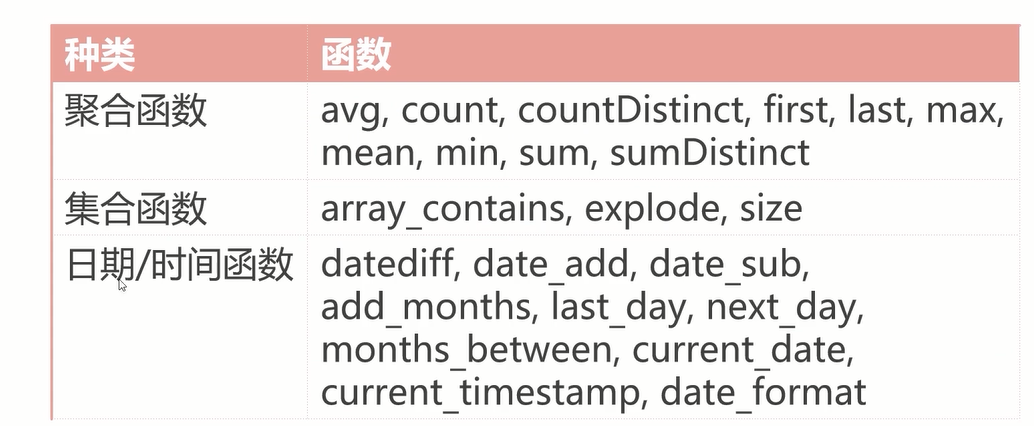 种类 函数
聚合函数 avg, count, countDistinct, first, last, max,
mean, min, sum, sumDistinct
集合函数 array_contains, explode, size
日期/时间函数 datediff, date_add, date_sub,
add_months, last_day, next_day,
months_between, current_date,
current_timestamp, date_format